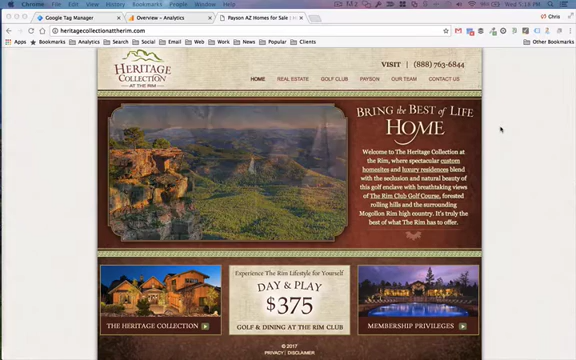 Chrome File Edit View History Bookmarks People Window Help
Wed 5:18 PM
Google Tag Manager
Overview – Analytics
Payson AZ Homes for Sale
Chris
heritagecollectionattherim.com
Apps Search Social Email Web Work Popular Clients
Other Bookmarks
HERITAGE
COLLECTION
AT THE RIM
VISIT | (888) 763-6844
HOME REAL ESTATE GOLF CLUB PAYSON OUR TEAM CONTACT US
BRING the BEST of LIFE
HOME
Welcome to The Heritage Collection at
the Rim, where spectacular custom
homesites and luxury residences blend
with the seclusion and natural beauty of
this golf enclave with breathtaking views
of The Rim Club Golf Course, forested
rolling hills and the surrounding
Mogollon Rim high country. It's truly the
best of what The Rim has to offer.
THE HERITAGE COLLECTION
Experience The Rim Lifestyle for Yourself
DAY & PLAY
$375
GOLF & DINING AT THE RIM CLUB
MEMBERSHIP PRIVILEGES
© 2017
PRIVACY | DISCLAIMER